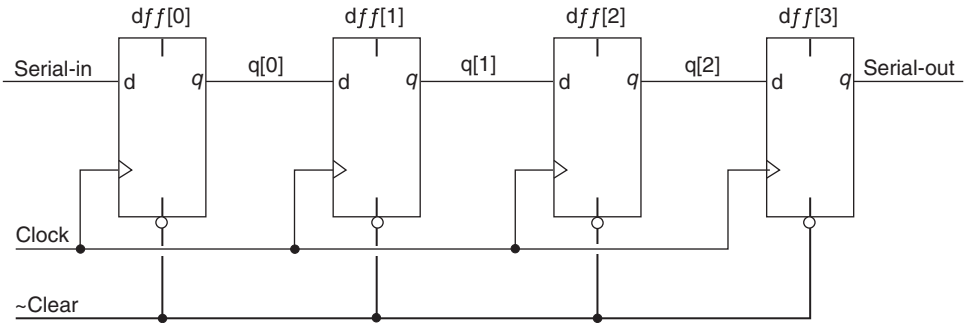 dff[0] dff[1] dff[2] dff[3]
Serial-in d q q[0] d q q[1] d q q[2] d q Serial-out
Clock
~Clear